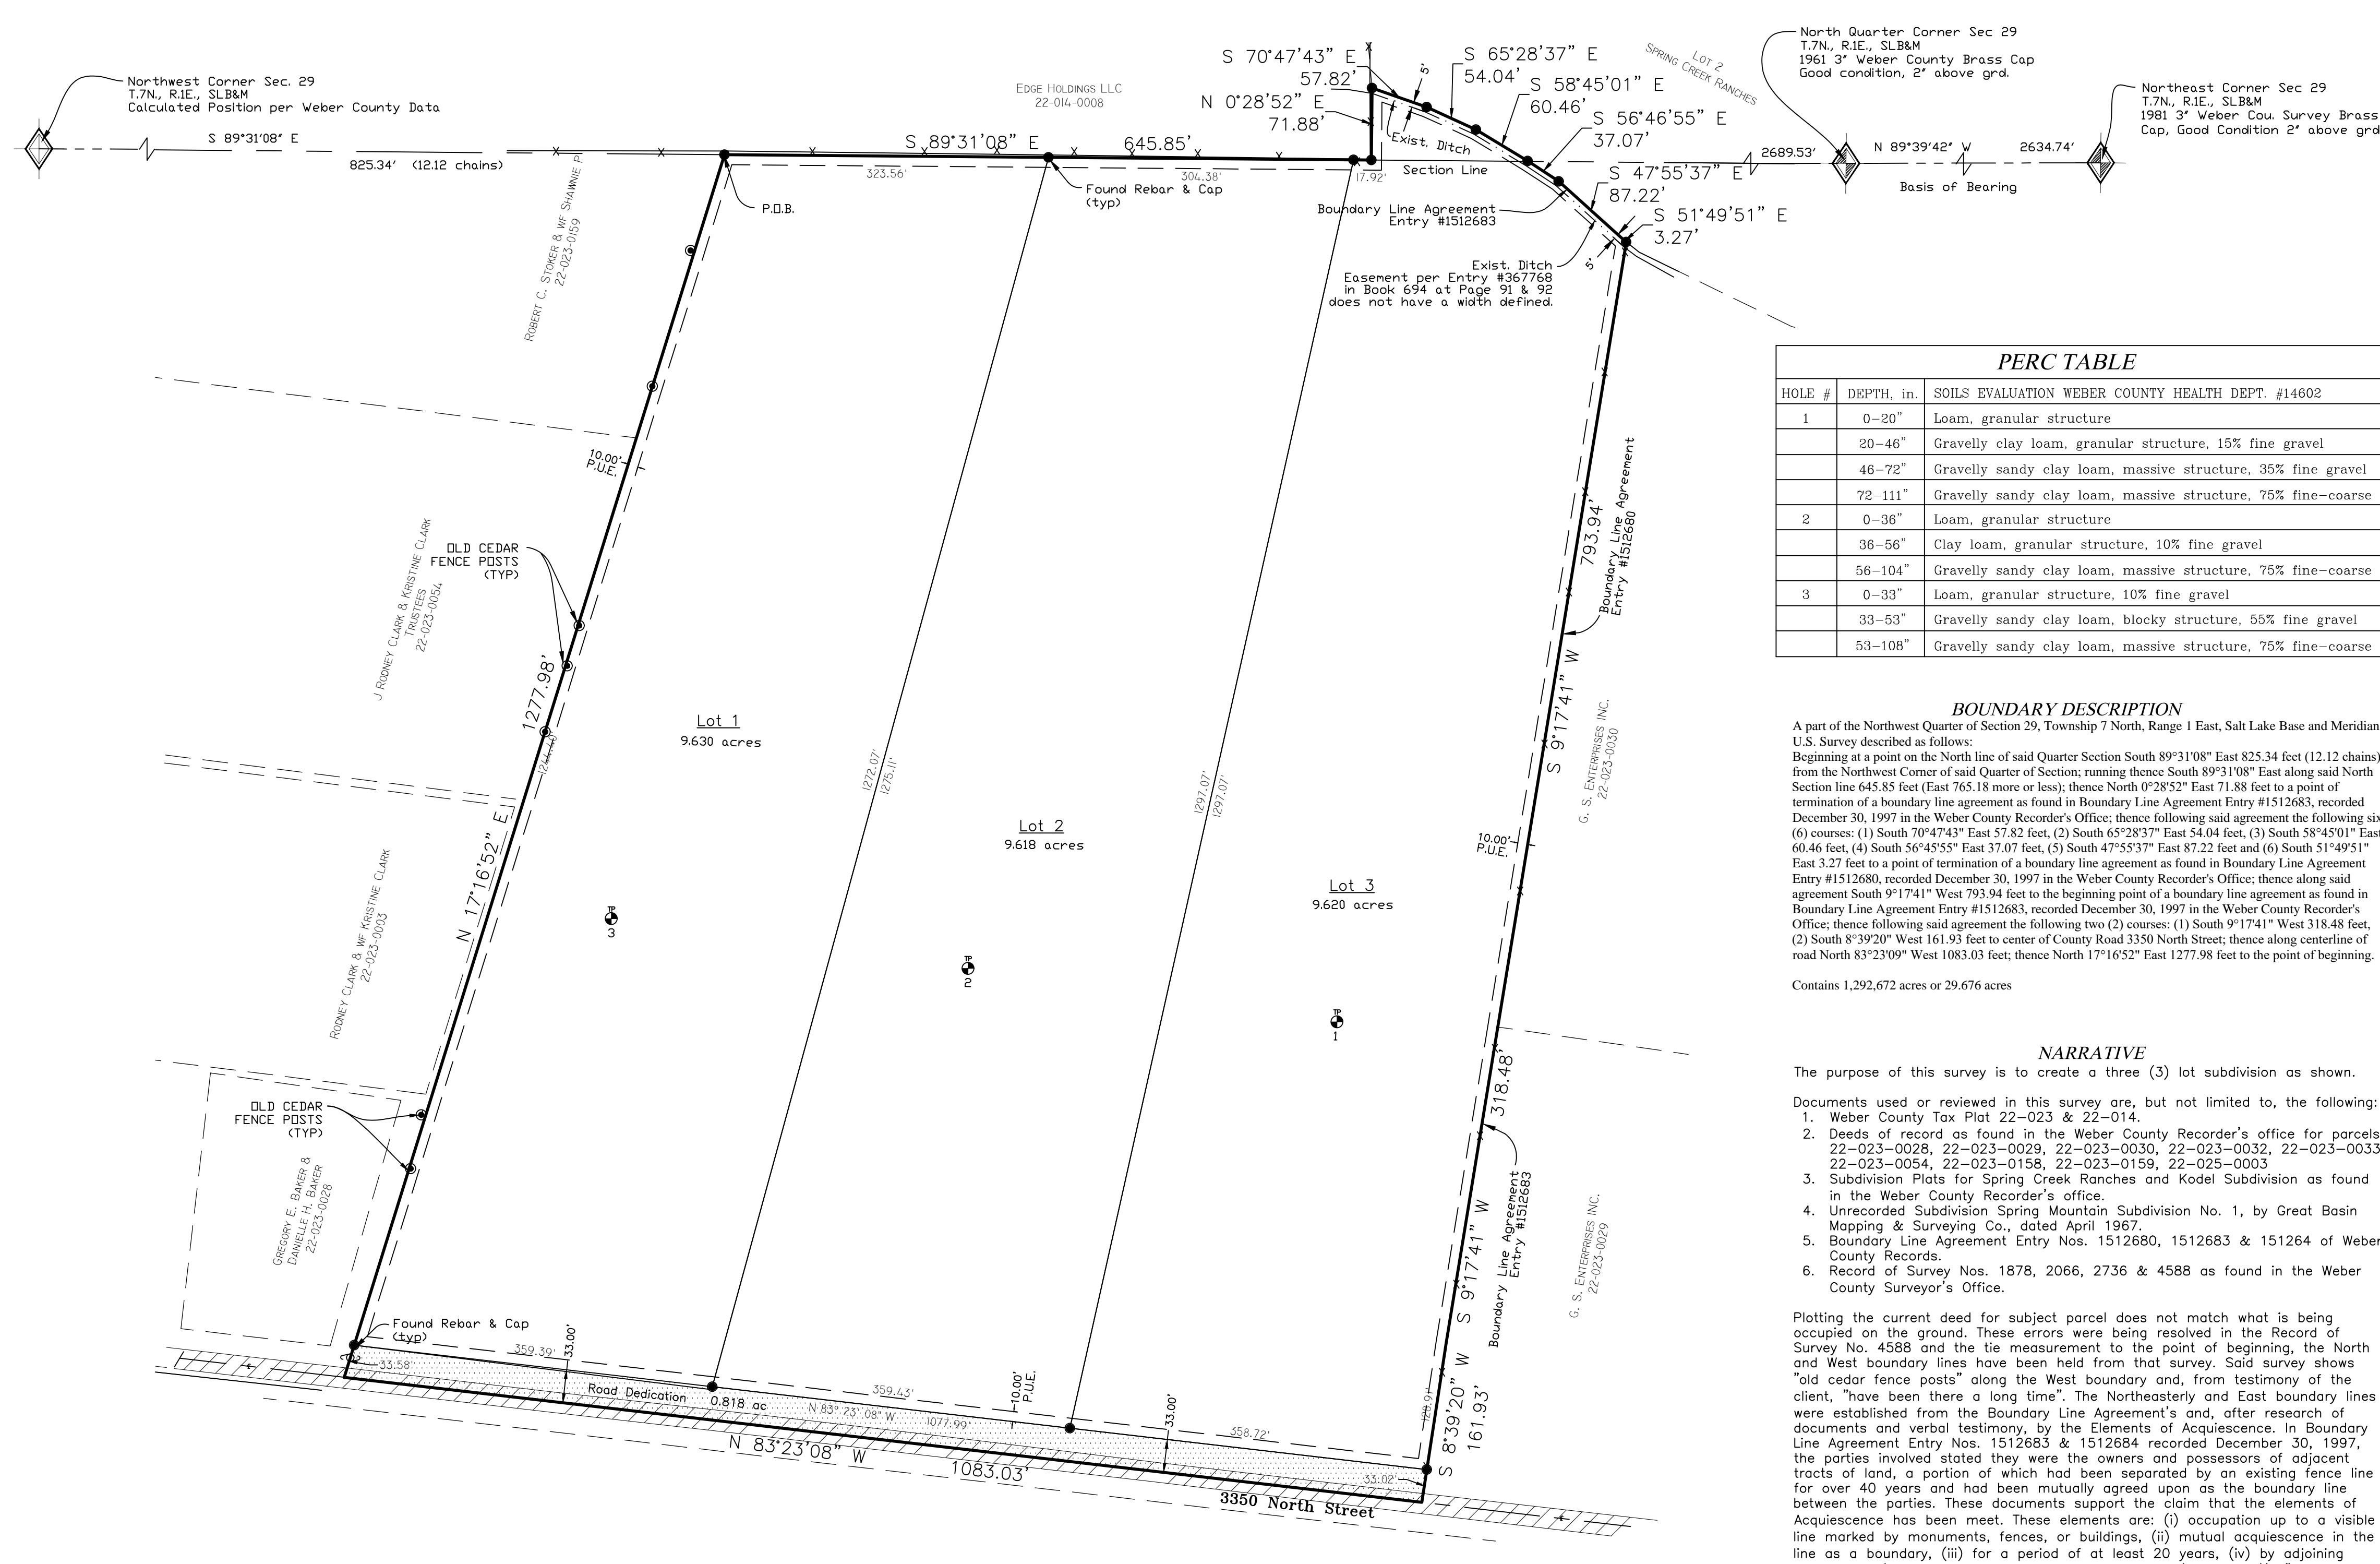 Northwest Corner Sec. 29
T.7N., R.1E., SLB&M
Calculated Position per Weber County Data
S 89°31'08" E
825.34' (12.12 chains)
EDGE HOLDINGS LLC
22-014-0008
S 89°31'08" E
645.85'
323.56'
304.38'
17.92'
P.O.B.
Found Rebar & Cap
(typ)
S 70°47'43" E
57.82'
N 0°28'52" E
71.88'
5'
S 65°28'37" E
54.04'
S 58°45'01" E
60.46'
S 56°46'55" E
37.07'
S 47°55'37" E
87.22'
S 51°49'51" E
3.27'
Exist. Ditch
Section Line
Boundary Line Agreement
Entry #1512683
Exist. Ditch
Easement per Entry #367768
in Book 694 at Page 91 & 92
does not have a width defined.
5'
LOT 2
SPRING CREEK RANCHES
North Quarter Corner Sec 29
T.7N., R.1E., SLB&M
1961 3" Weber County Brass Cap
Good condition, 2" above grd.
2689.53'
N 89°39'42" W
2634.74'
Basis of Bearing
Northeast Corner Sec 29
T.7N., R.1E., SLB&M
1981 3" Weber Cou. Survey Brass
Cap, Good Condition 2" above grd
ROBERT C. STOKER & WF SHAWNIE P
22-023-0159
10.00'
P.U.E.
J RODNEY CLARK & KRISTINE CLARK
TRUSTEES
22-023-0054
OLD CEDAR
FENCE POSTS
(TYP)
1277.98'
1244.40'
N 17°16'52" E
RODNEY CLARK & WF KRISTINE CLARK
22-023-0003
OLD CEDAR
FENCE POSTS
(TYP)
GREGORY E. BAKER &
DANIELLE H. BAKER
22-023-0028
Found Rebar & Cap
(typ)
Lot 1
9.630 acres
1272.07'
1275.11'
Lot 2
9.618 acres
1297.07'
1297.07'
Lot 3
9.620 acres
TP
3
TP
2
TP
1
793.94'
Boundary Line Agreement
Entry #1512680
S 9°17'41" W
G. S. ENTERPRISES INC.
22-023-0030
10.00'
P.U.E.
318.48'
Boundary Line Agreement
Entry #1512683
S 9°17'41" W
G. S. ENTERPRISES INC.
22-023-0029
S 8°39'20" W
161.93'
128.91'
33.02'
33.58'
359.39'
33.00'
Road Dedication
0.818 ac
N 83° 23' 08" W
1077.99'
359.43'
10.00'
P.U.E.
33.00'
358.72'
N 83°23'08" W
1083.03'
3350 North Street
PERC TABLE
HOLE # DEPTH, in. SOILS EVALUATION WEBER COUNTY HEALTH DEPT. #14602
1 0-20" Loam, granular structure
20-46" Gravelly clay loam, granular structure, 15% fine gravel
46-72" Gravelly sandy clay loam, massive structure, 35% fine gravel
72-111" Gravelly sandy clay loam, massive structure, 75% fine-coarse
2 0-36" Loam, granular structure
36-56" Clay loam, granular structure, 10% fine gravel
56-104" Gravelly sandy clay loam, massive structure, 75% fine-coarse
3 0-33" Loam, granular structure, 10% fine gravel
33-53" Gravelly sandy clay loam, blocky structure, 55% fine gravel
53-108" Gravelly sandy clay loam, massive structure, 75% fine-coarse
BOUNDARY DESCRIPTION
A part of the Northwest Quarter of Section 29, Township 7 North, Range 1 East, Salt Lake Base and Meridian
U.S. Survey described as follows:
Beginning at a point on the North line of said Quarter Section South 89°31'08" East 825.34 feet (12.12 chains)
from the Northwest Corner of said Quarter of Section; running thence South 89°31'08" East along said North
Section line 645.85 feet (East 765.18 more or less); thence North 0°28'52" East 71.88 feet to a point of
termination of a boundary line agreement as found in Boundary Line Agreement Entry #1512683, recorded
December 30, 1997 in the Weber County Recorder's Office; thence following said agreement the following six
(6) courses: (1) South 70°47'43" East 57.82 feet, (2) South 65°28'37" East 54.04 feet, (3) South 58°45'01" East
60.46 feet, (4) South 56°45'55" East 37.07 feet, (5) South 47°55'37" East 87.22 feet and (6) South 51°49'51"
East 3.27 feet to a point of termination of a boundary line agreement as found in Boundary Line Agreement
Entry #1512680, recorded December 30, 1997 in the Weber County Recorder's Office; thence along said
agreement South 9°17'41" West 793.94 feet to the beginning point of a boundary line agreement as found in
Boundary Line Agreement Entry #1512683, recorded December 30, 1997 in the Weber County Recorder's
Office; thence following said agreement the following two (2) courses: (1) South 9°17'41" West 318.48 feet,
(2) South 8°39'20" West 161.93 feet to center of County Road 3350 North Street; thence along centerline of
road North 83°23'09" West 1083.03 feet; thence North 17°16'52" East 1277.98 feet to the point of beginning.
Contains 1,292,672 acres or 29.676 acres
NARRATIVE
The purpose of this survey is to create a three (3) lot subdivision as shown.
Documents used or reviewed in this survey are, but not limited to, the following:
1. Weber County Tax Plat 22-023 & 22-014.
2. Deeds of record as found in the Weber County Recorder's office for parcels
22-023-0028, 22-023-0029, 22-023-0030, 22-023-0032, 22-023-0033
22-023-0054, 22-023-0158, 22-023-0159, 22-025-0003
3. Subdivision Plats for Spring Creek Ranches and Kodel Subdivision as found
in the Weber County Recorder's office.
4. Unrecorded Subdivision Spring Mountain Subdivision No. 1, by Great Basin
Mapping & Surveying Co., dated April 1967.
5. Boundary Line Agreement Entry Nos. 1512680, 1512683 & 151264 of Weber
County Records.
6. Record of Survey Nos. 1878, 2066, 2736 & 4588 as found in the Weber
County Surveyor's Office.
Plotting the current deed for subject parcel does not match what is being
occupied on the ground. These errors were being resolved in the Record of
Survey No. 4588 and the tie measurement to the point of beginning, the North
and West boundary lines have been held from that survey. Said survey shows
"old cedar fence posts" along the West boundary and, from testimony of the
client, "have been there a long time". The Northeasterly and East boundary lines
were established from the Boundary Line Agreement's and, after research of
documents and verbal testimony, by the Elements of Acquiescence. In Boundary
Line Agreement Entry Nos. 1512683 & 1512684 recorded December 30, 1997,
the parties involved stated they were the owners and possessors of adjacent
tracts of land, a portion of which had been separated by an existing fence line
for over 40 years and had been mutually agreed upon as the boundary line
between the parties. These documents support the claim that the elements of
Acquiescence has been meet. These elements are: (i) occupation up to a visible
line marked by monuments, fences, or buildings, (ii) mutual acquiescence in the
line as a boundary, (iii) for a period of at least 20 years, (iv) by adjoining